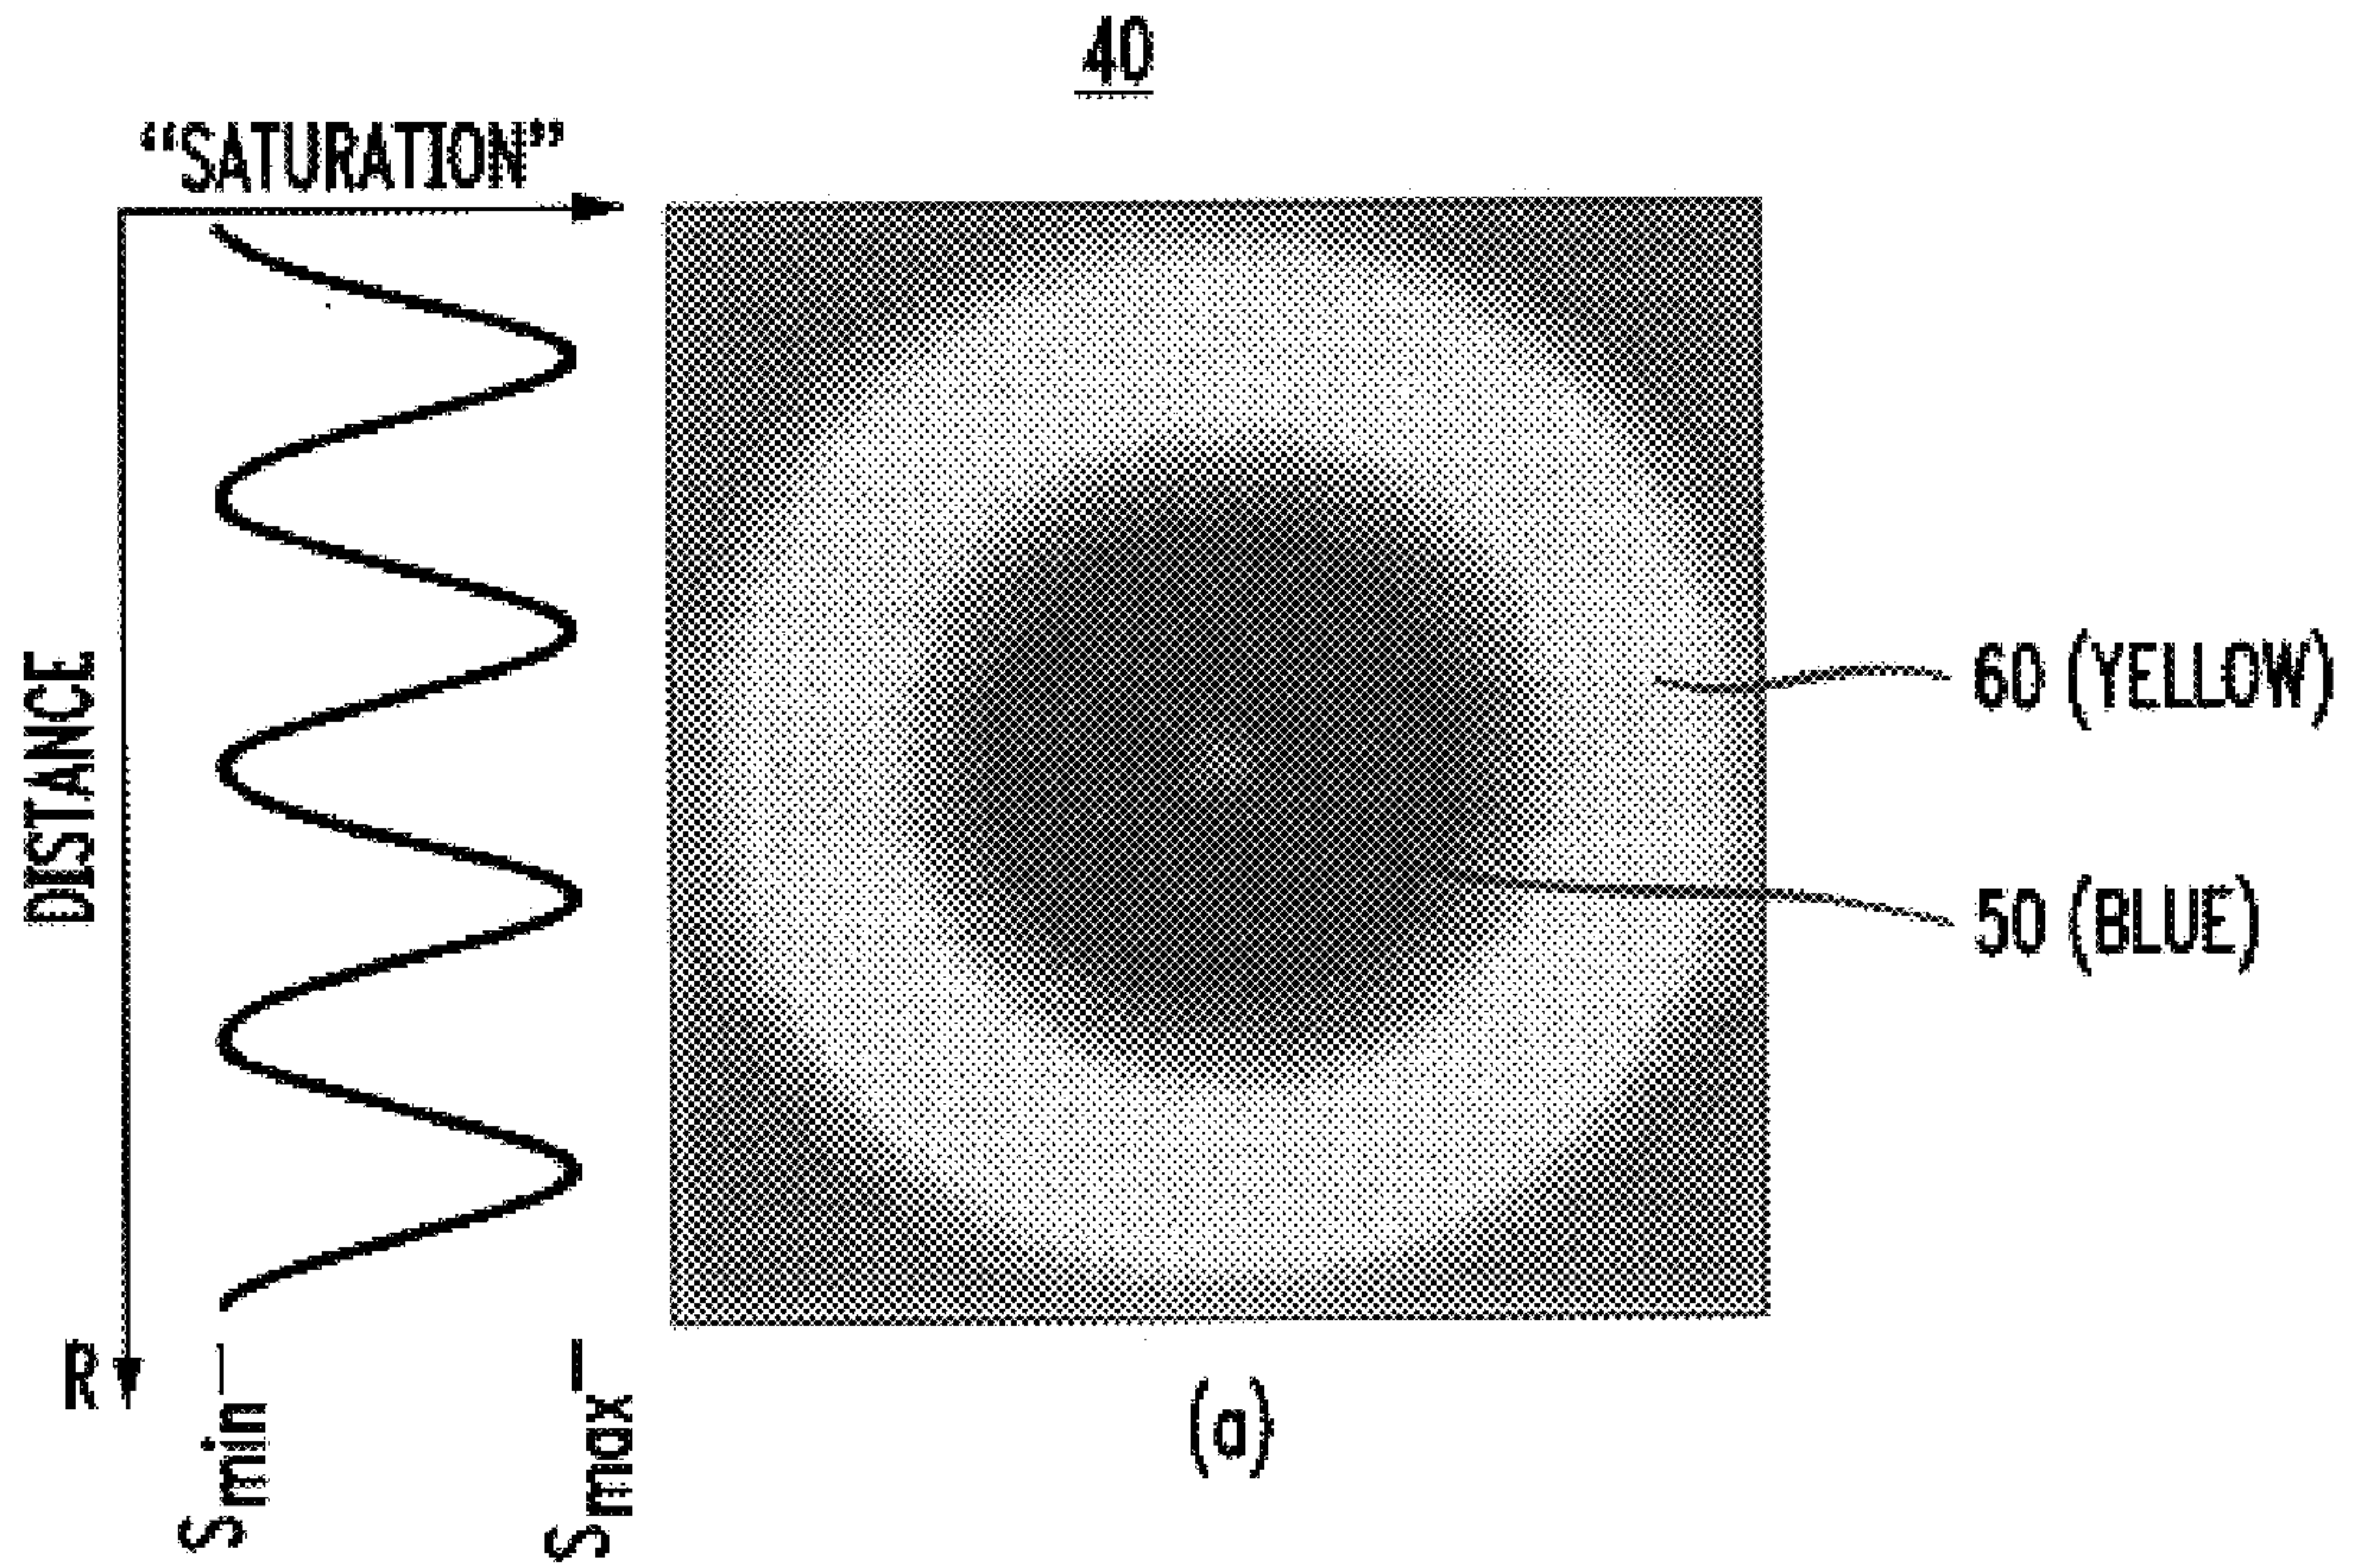 40
“SATURATION”
DISTANCE
60 (YELLOW)
50 (BLUE)
R
Smin
Smax
(a)